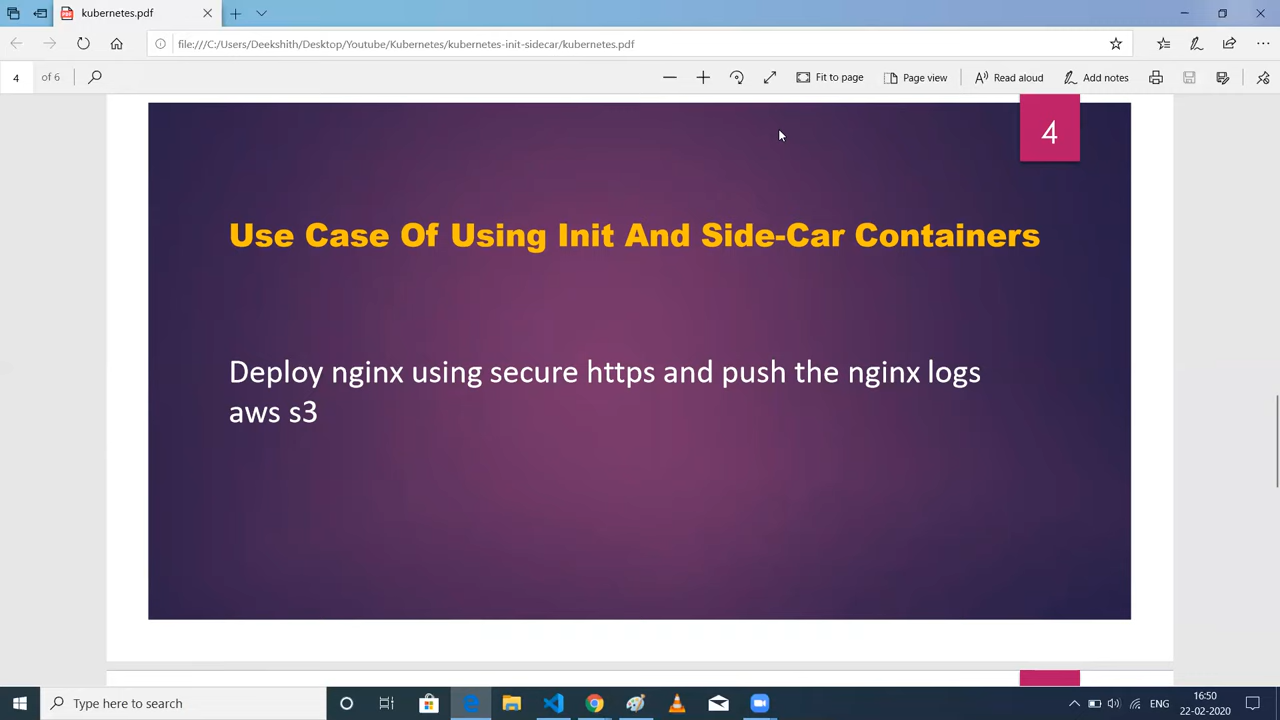 kubernetes.pdf
file:///C:/Users/Deekshith/Desktop/Youtube/Kubernetes/kubernetes-init-sidecar/kubernetes.pdf
4 of 6 Fit to page Page view Read aloud Add notes
4
Use Case Of Using Init And Side-Car Containers
Deploy nginx using secure https and push the nginx logs
aws s3
Type here to search
ENG
16:50
22-02-2020